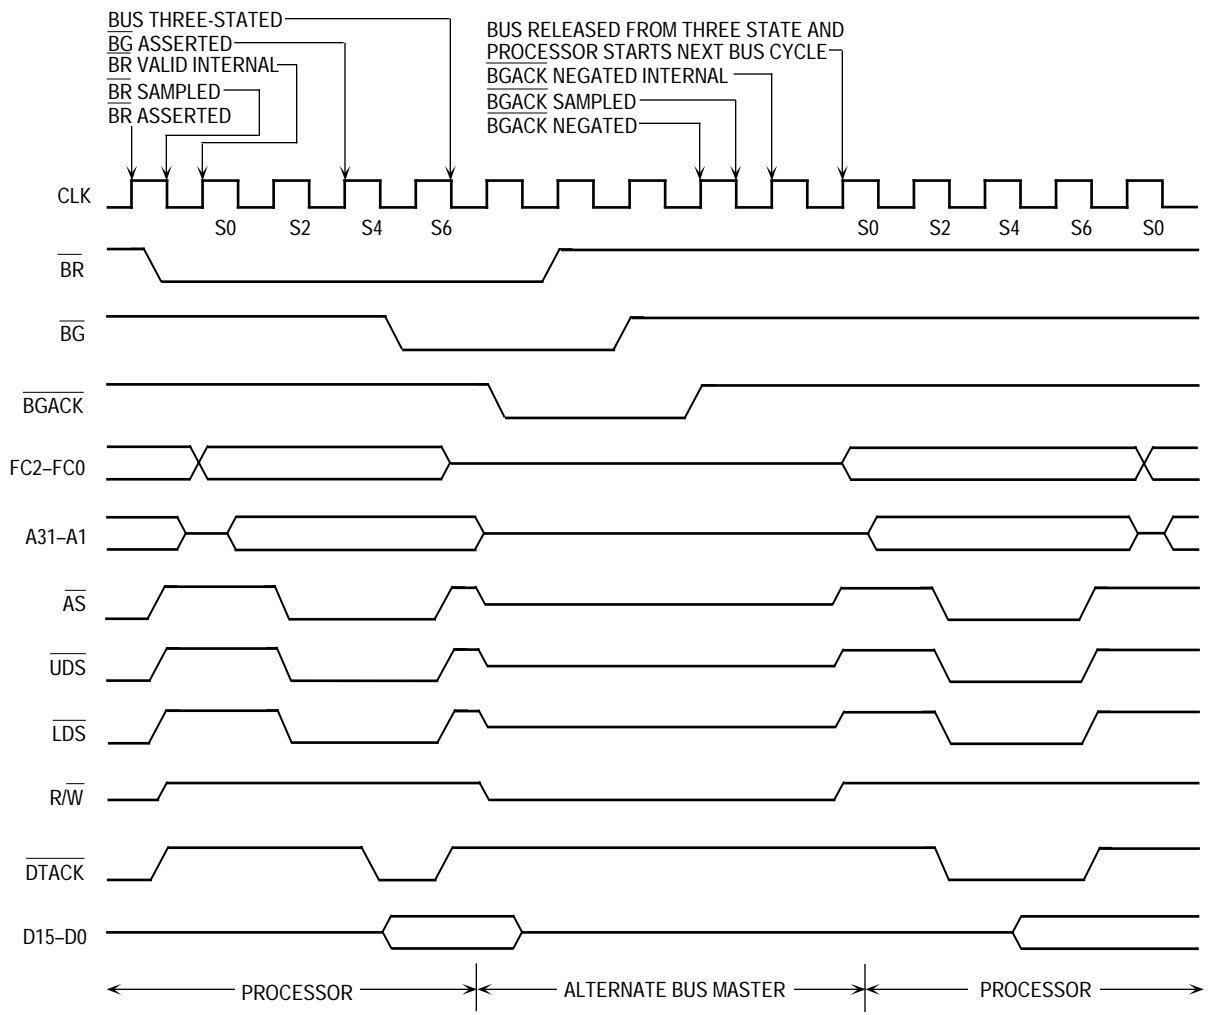 BUS THREE-STATED
BG ASSERTED
BR VALID INTERNAL
BR SAMPLED
BR ASSERTED
BUS RELEASED FROM THREE STATE AND
PROCESSOR STARTS NEXT BUS CYCLE
BGACK NEGATED INTERNAL
BGACK SAMPLED
BGACK NEGATED
CLK
S0 S2 S4 S6 S0 S2 S4 S6 S0
BR
BG
BGACK
FC2–FC0
A31–A1
AS
UDS
LDS
R/W
DTACK
D15–D0
PROCESSOR ALTERNATE BUS MASTER PROCESSOR